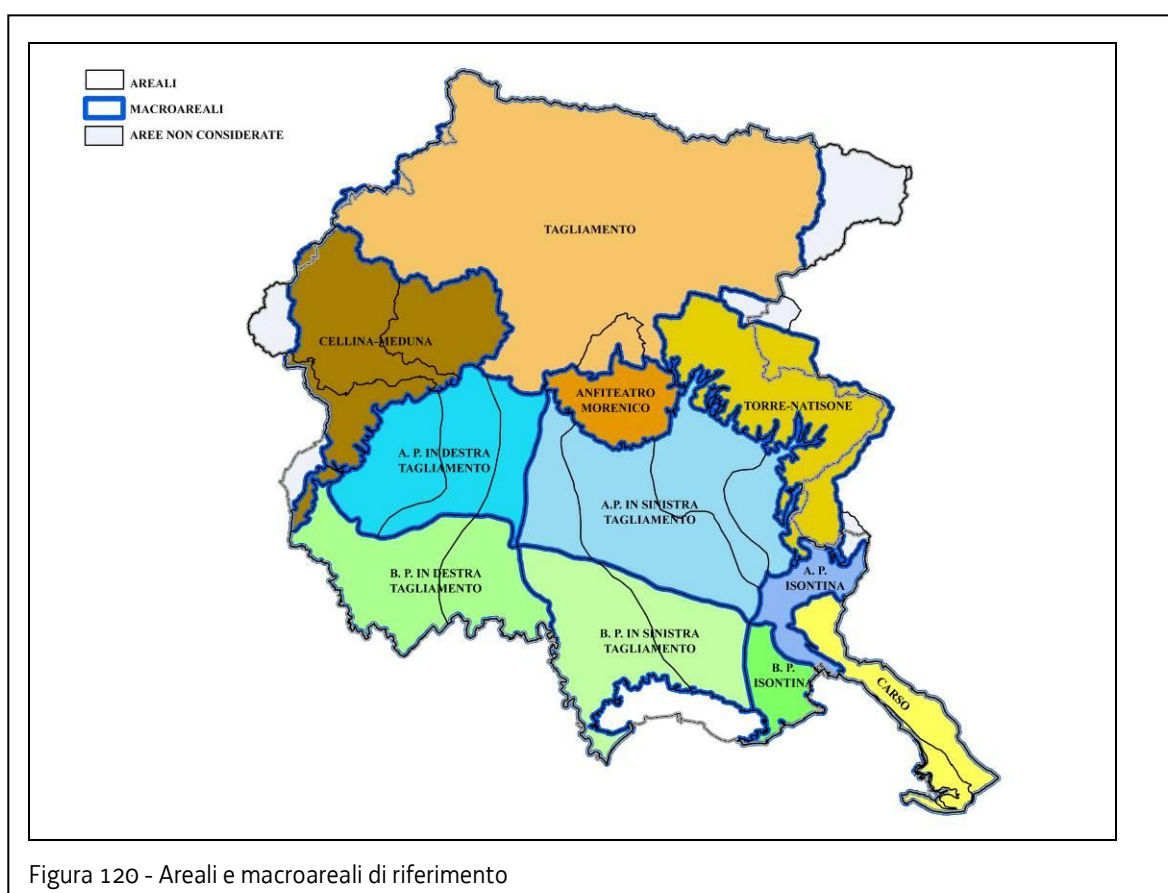 AREALI
MACROAREALI
AREE NON CONSIDERATE
TAGLIAMENTO
CELLINA-MEDUNA
ANFITEATRO
MORENICO
TORRE-NATISONE
A. P. IN DESTRA
TAGLIAMENTO
A.P. IN SINISTRA
TAGLIAMENTO
B. P. IN DESTRA
TAGLIAMENTO
A. P.
ISONTINA
B. P. IN SINISTRA
TAGLIAMENTO
B. P.
ISONTINA
CARSO
Figura 120 - Areali e macroareali di riferimento